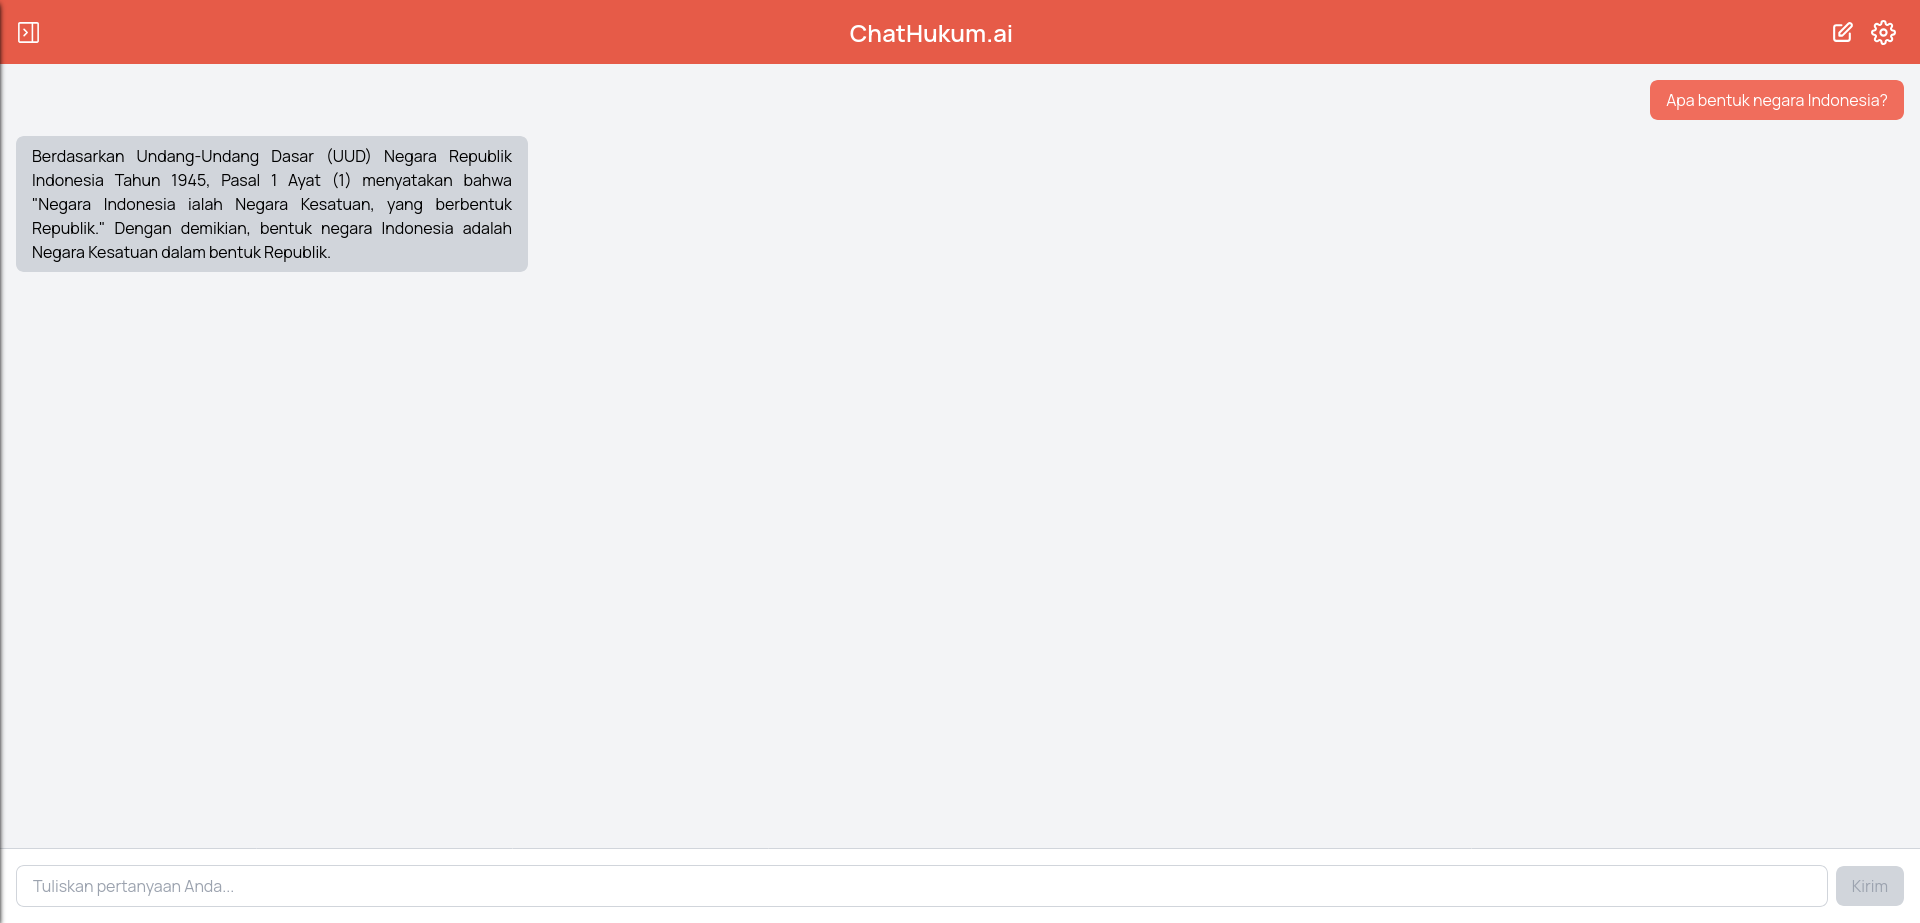 ChatHukum.ai
Apa bentuk negara Indonesia?
Berdasarkan Undang-Undang Dasar (UUD) Negara Republik
Indonesia Tahun 1945, Pasal 1 Ayat (1) menyatakan bahwa
"Negara Indonesia ialah Negara Kesatuan, yang berbentuk
Republik." Dengan demikian, bentuk negara Indonesia adalah
Negara Kesatuan dalam bentuk Republik.
Tuliskan pertanyaan Anda...
Kirim